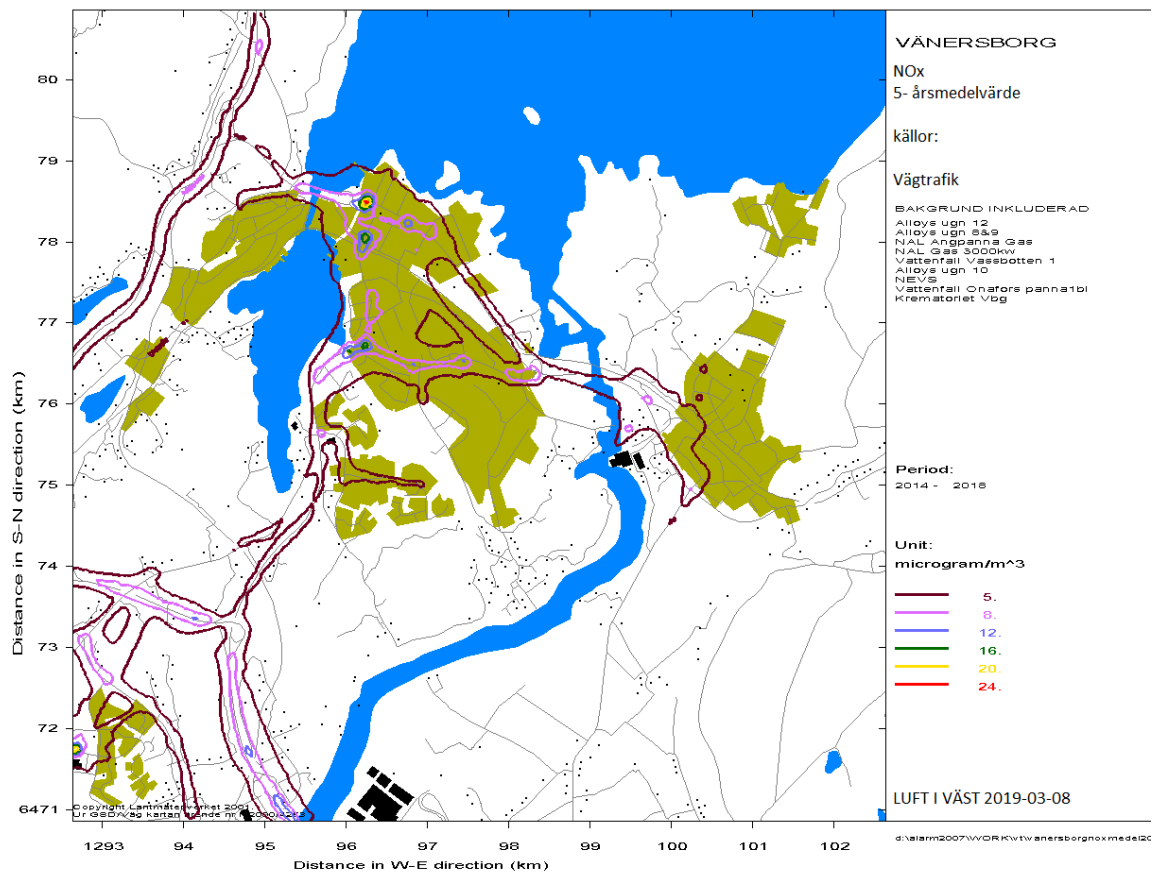 VÄNERSBORG
NOx
5- årsmedelvärde
källor:
Vägtrafik
BAKGRUND INKLUDERAD
Alloys ugn 12
Alloys ugn 8&9
NAL Angpanna Gas
NAL Gas 3000kw
Vattenfall Vassbotten 1
Alloys ugn 10
NEVS
Vattenfall Onafors panna1bl
Krematoriet Vbg
Period:
2014 - 2018
Unit:
microgram/m^3
5.
8.
12.
16.
20.
24.
LUFT I VÄST 2019-03-08
80
79
78
77
76
75
74
73
72
6471
Distance in S-N direction (km)
Copyright Lantmäteriverket 2001
Ur GSD
1293 94 95 96 97 98 99 100 101 102
Distance in W-E direction (km)